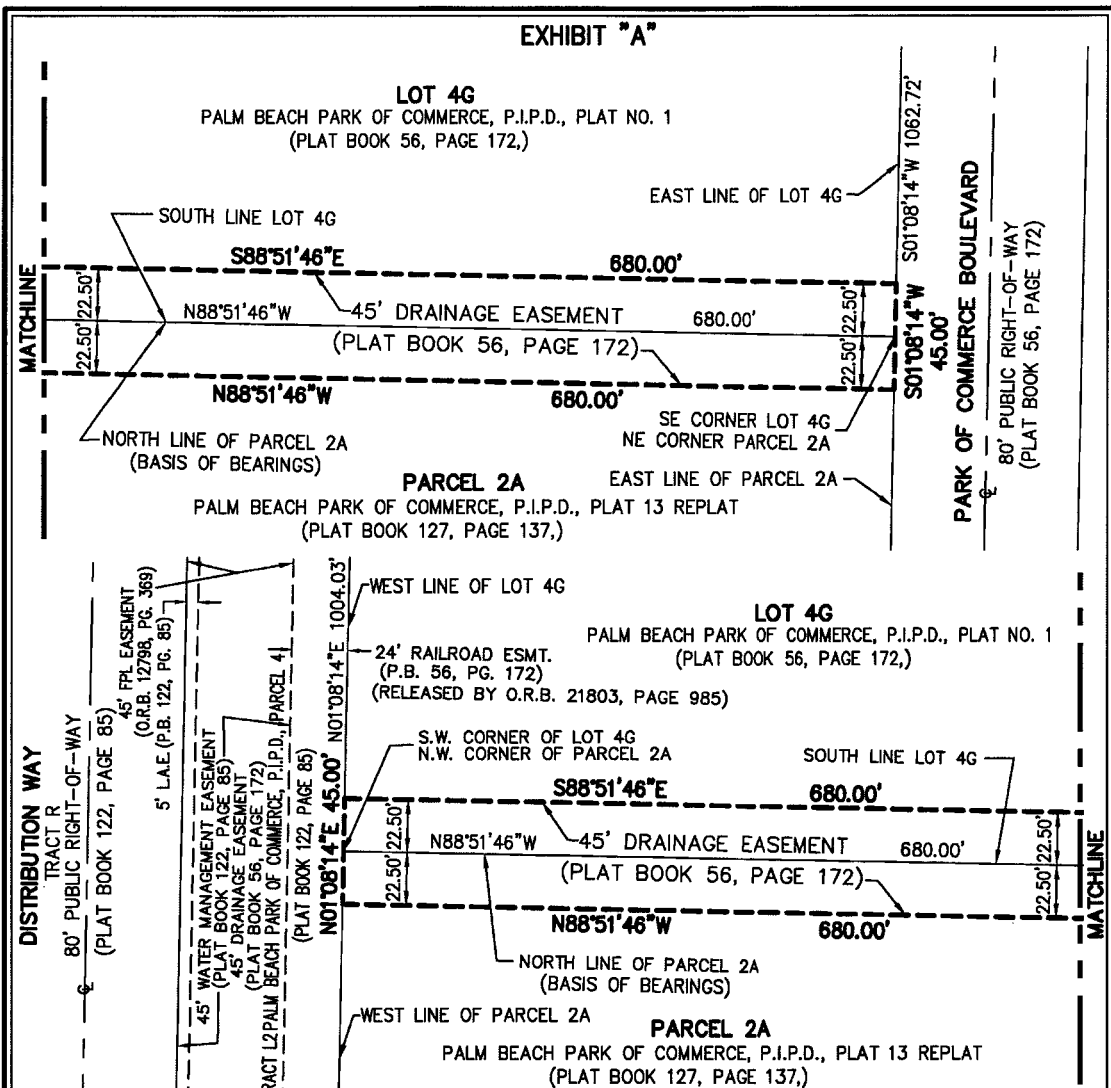 EXHIBIT "A"
LOT 4G
PALM BEACH PARK OF COMMERCE, P.I.P.D., PLAT NO. 1
(PLAT BOOK 56, PAGE 172,)
EAST LINE OF LOT 4G
S01°08'14"W 1062.72'
SOUTH LINE LOT 4G
S88°51'46"E
680.00'
MATCHLINE
22.50'
22.50'
N88°51'46"W
45' DRAINAGE EASEMENT
680.00'
(PLAT BOOK 56, PAGE 172)
22.50'
22.50'
S01°08'14"W
45.00'
N88°51'46"W
680.00'
PARK OF COMMERCE BOULEVARD
80' PUBLIC RIGHT-OF-WAY
(PLAT BOOK 56, PAGE 172)
℄
SE CORNER LOT 4G
NE CORNER PARCEL 2A
NORTH LINE OF PARCEL 2A
(BASIS OF BEARINGS)
EAST LINE OF PARCEL 2A
PARCEL 2A
PALM BEACH PARK OF COMMERCE, P.I.P.D., PLAT 13 REPLAT
(PLAT BOOK 127, PAGE 137,)
DISTRIBUTION WAY
TRACT R
80' PUBLIC RIGHT-OF-WAY
(PLAT BOOK 122, PAGE 85)
℄
45' FPL EASEMENT
(O.R.B. 12798, PG. 369)
5' L.A.E (P.B. 122, PG. 85)
45' WATER MANAGEMENT EASEMENT
(PLAT BOOK 122, PAGE 85)
45' DRAINAGE EASEMENT
(PLAT BOOK 56, PAGE 172)
RACT L2 PALM BEACH PARK OF COMMERCE, P.I.P.D., PARCEL 4
(PLAT BOOK 122, PAGE 85)
N01°08'14"E 1004.03'
N01°08'14"E 45.00'
WEST LINE OF LOT 4G
24' RAILROAD ESMT.
(P.B. 56, PG. 172)
(RELEASED BY O.R.B. 21803, PAGE 985)
LOT 4G
PALM BEACH PARK OF COMMERCE, P.I.P.D., PLAT NO. 1
(PLAT BOOK 56, PAGE 172,)
S.W. CORNER OF LOT 4G
N.W. CORNER OF PARCEL 2A
SOUTH LINE LOT 4G
S88°51'46"E
680.00'
22.50'
22.50'
N88°51'46"W
45' DRAINAGE EASEMENT
680.00'
(PLAT BOOK 56, PAGE 172)
22.50'
22.50'
MATCHLINE
N88°51'46"W
680.00'
NORTH LINE OF PARCEL 2A
(BASIS OF BEARINGS)
WEST LINE OF PARCEL 2A
PARCEL 2A
PALM BEACH PARK OF COMMERCE, P.I.P.D., PLAT 13 REPLAT
(PLAT BOOK 127, PAGE 137,)